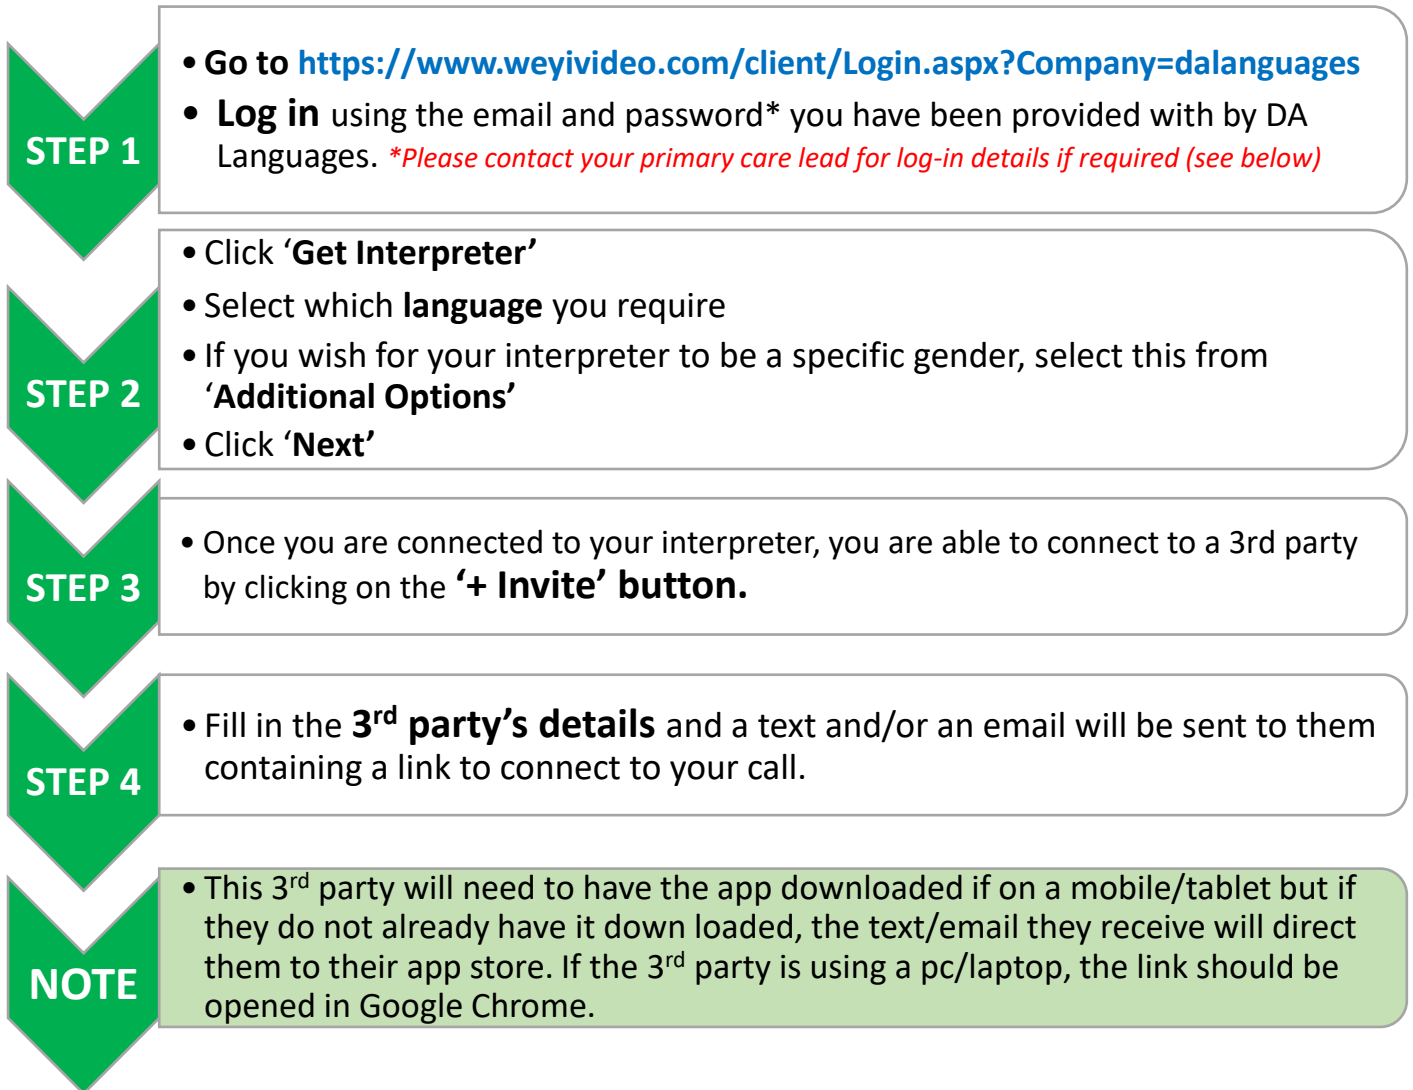 STEP 1
• Go to https://www.weyivideo.com/client/Login.aspx?Company=dalanguages
• Log in using the email and password* you have been provided with by DA
Languages. *Please contact your primary care lead for log-in details if required (see below)
STEP 2
• Click ‘Get Interpreter’
• Select which language you require
• If you wish for your interpreter to be a specific gender, select this from
‘Additional Options’
• Click ‘Next’
STEP 3
• Once you are connected to your interpreter, you are able to connect to a 3rd party
by clicking on the ‘+ Invite’ button.
STEP 4
• Fill in the 3rd party’s details and a text and/or an email will be sent to them
containing a link to connect to your call.
NOTE
• This 3rd party will need to have the app downloaded if on a mobile/tablet but if
they do not already have it down loaded, the text/email they receive will direct
them to their app store. If the 3rd party is using a pc/laptop, the link should be
opened in Google Chrome.